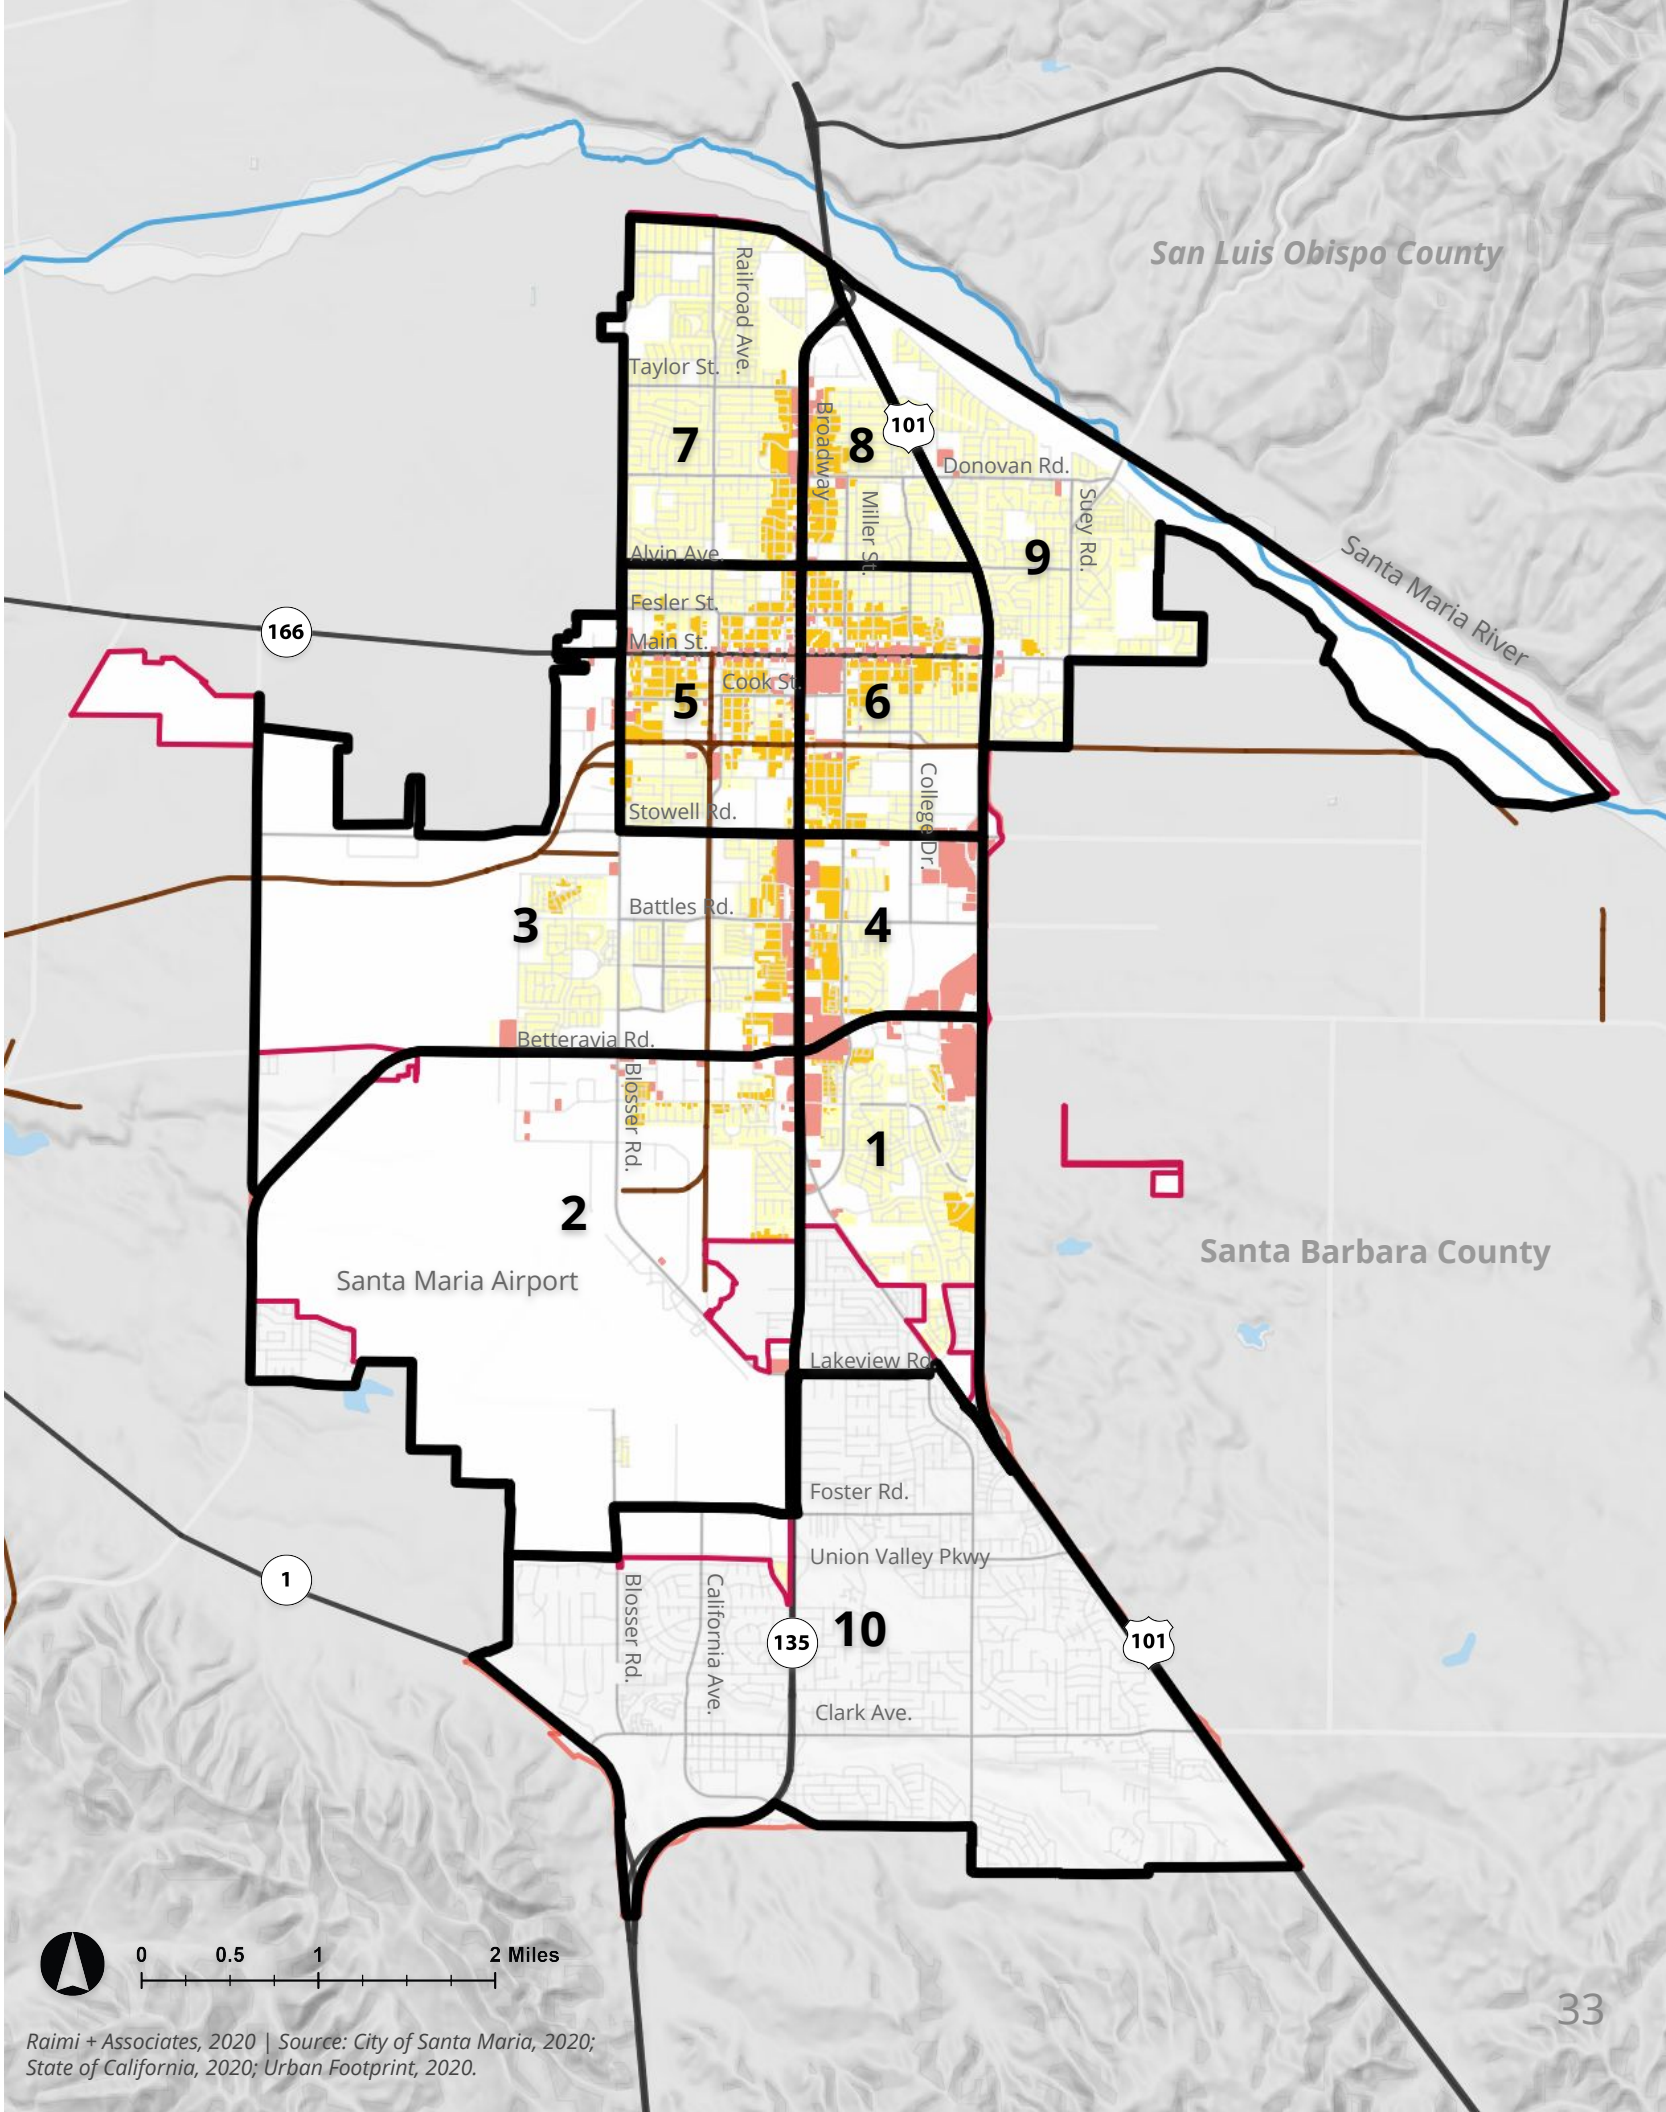 San Luis Obispo County
Railroad Ave.
Taylor St.
Broadway
101
7
8
Donovan Rd.
Miller St.
Suey Rd.
Alvin Ave.
9
Santa Maria River
Fesler St.
166
Main St.
Cook St.
5
6
College Dr.
Stowell Rd.
Battles Rd.
3
4
Betteravia Rd.
Blosser Rd.
1
2
Santa Barbara County
Santa Maria Airport
Lakeview Rd
Foster Rd.
Union Valley Pkwy
1
Blosser Rd.
California Ave.
135
10
101
Clark Ave.
0 0.5 1 2 Miles
33
Raimi + Associates, 2020 | Source: City of Santa Maria, 2020;
State of California, 2020; Urban Footprint, 2020.